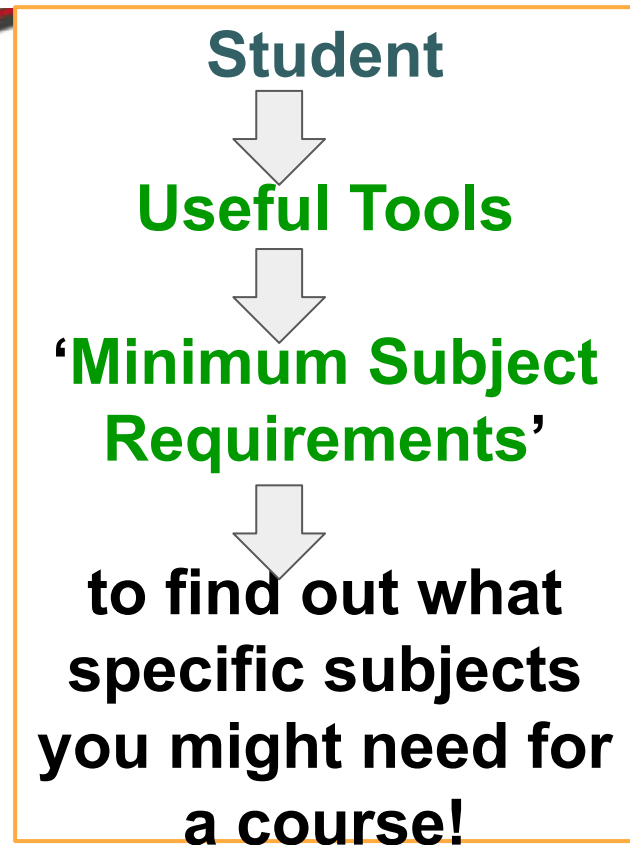 Student
Useful Tools
‘Minimum Subject
Requirements’
to find out what
specific subjects
you might need for
a course!